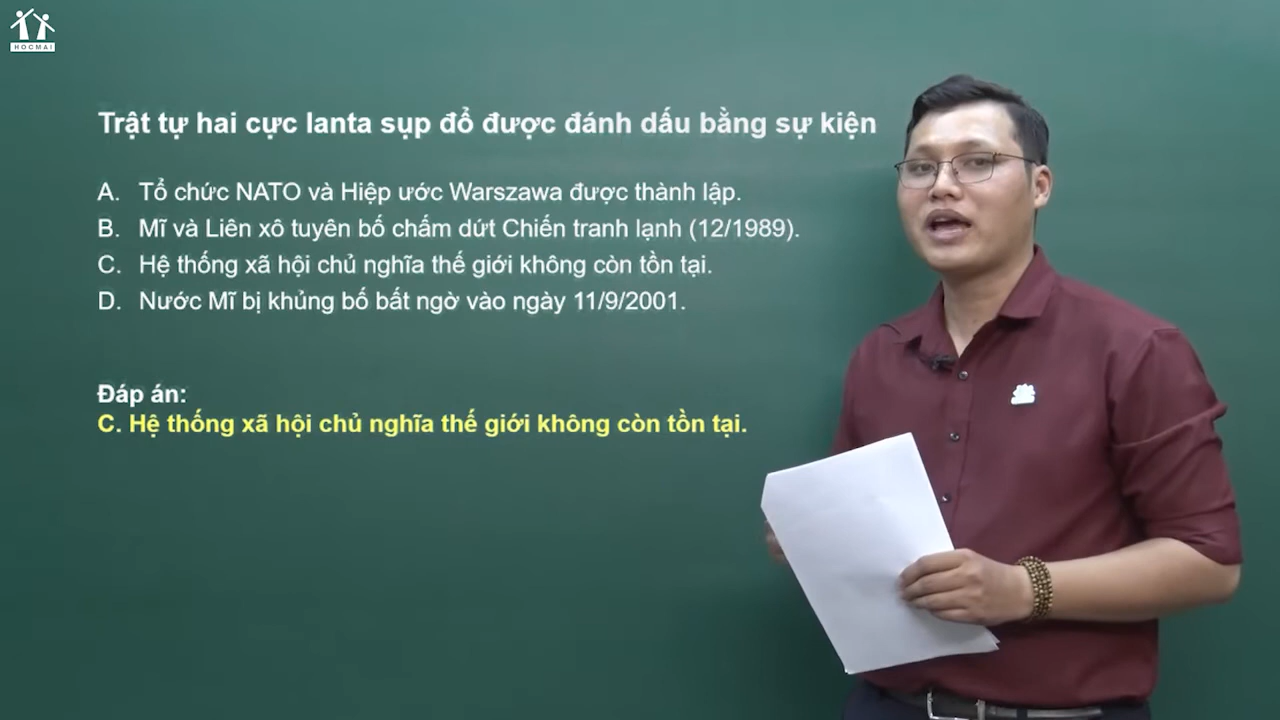 HOCMAI
Trật tự hai cực Ianta sụp đổ được đánh dấu bằng sự kiện
A. Tổ chức NATO và Hiệp ước Warszawa được thành lập.
B. Mĩ và Liên xô tuyên bố chấm dứt Chiến tranh lạnh (12/1989).
C. Hệ thống xã hội chủ nghĩa thế giới không còn tồn tại.
D. Nước Mĩ bị khủng bố bất ngờ vào ngày 11/9/2001.
Đáp án:
C. Hệ thống xã hội chủ nghĩa thế giới không còn tồn tại.